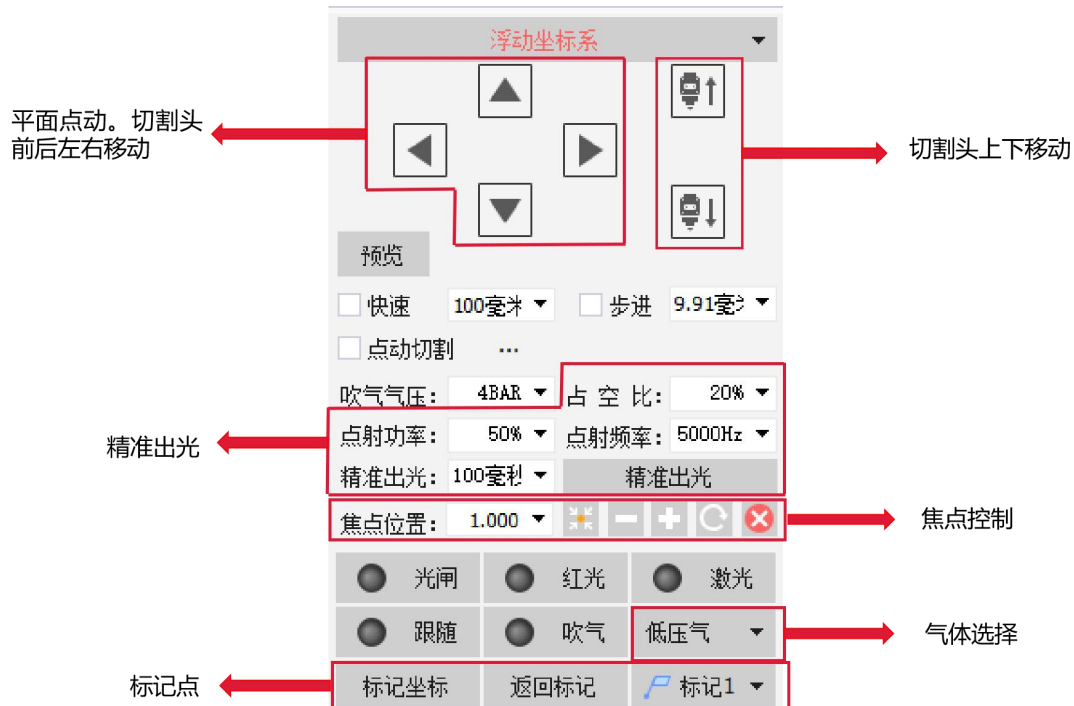 浮动坐标系
平面点动。切割头
前后左右移动
切割头上下移动
预览
快速 100毫米 步进 9.91毫
点动切割 ...
吹气气压: 4BAR 占空比: 20%
点射功率: 50% 点射频率: 5000Hz
精准出光
精准出光: 100毫秒 精准出光
焦点位置: 1.000
焦点控制
光闸 红光 激光
跟随 吹气 低压气
气体选择
标记点
标记坐标 返回标记 标记1